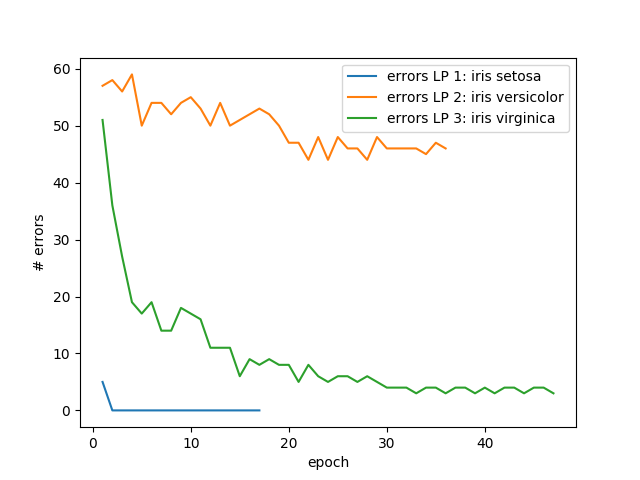 errors LP 1: iris setosa
errors LP 2: iris versicolor
errors LP 3: iris virginica
60
50
40
30
20
10
0
# errors
0 10 20 30 40
epoch